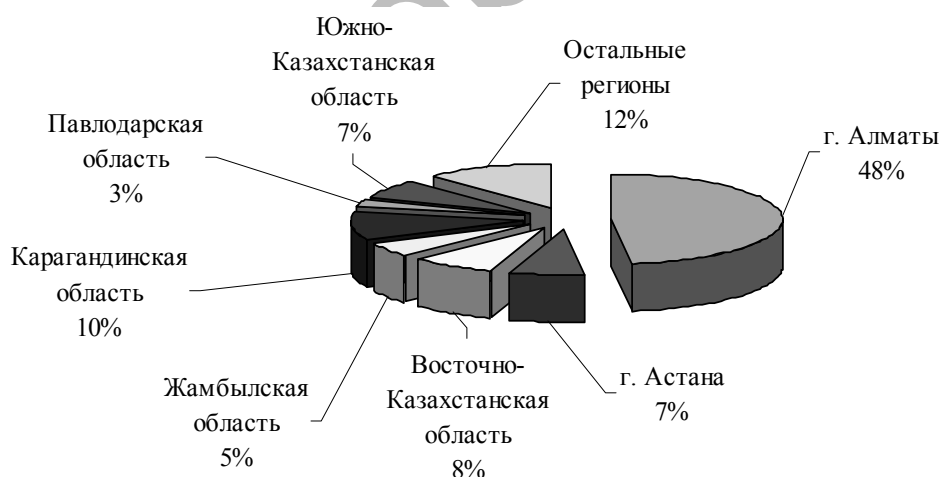 Южно-
Казахстанская
область
7%
Остальные
регионы
12%
г. Алматы
48%
Павлодарская
область
3%
Карагандинская
область
10%
Жамбылская
область
5%
Восточно-
Казахстанская
область
8%
г. Астана
7%